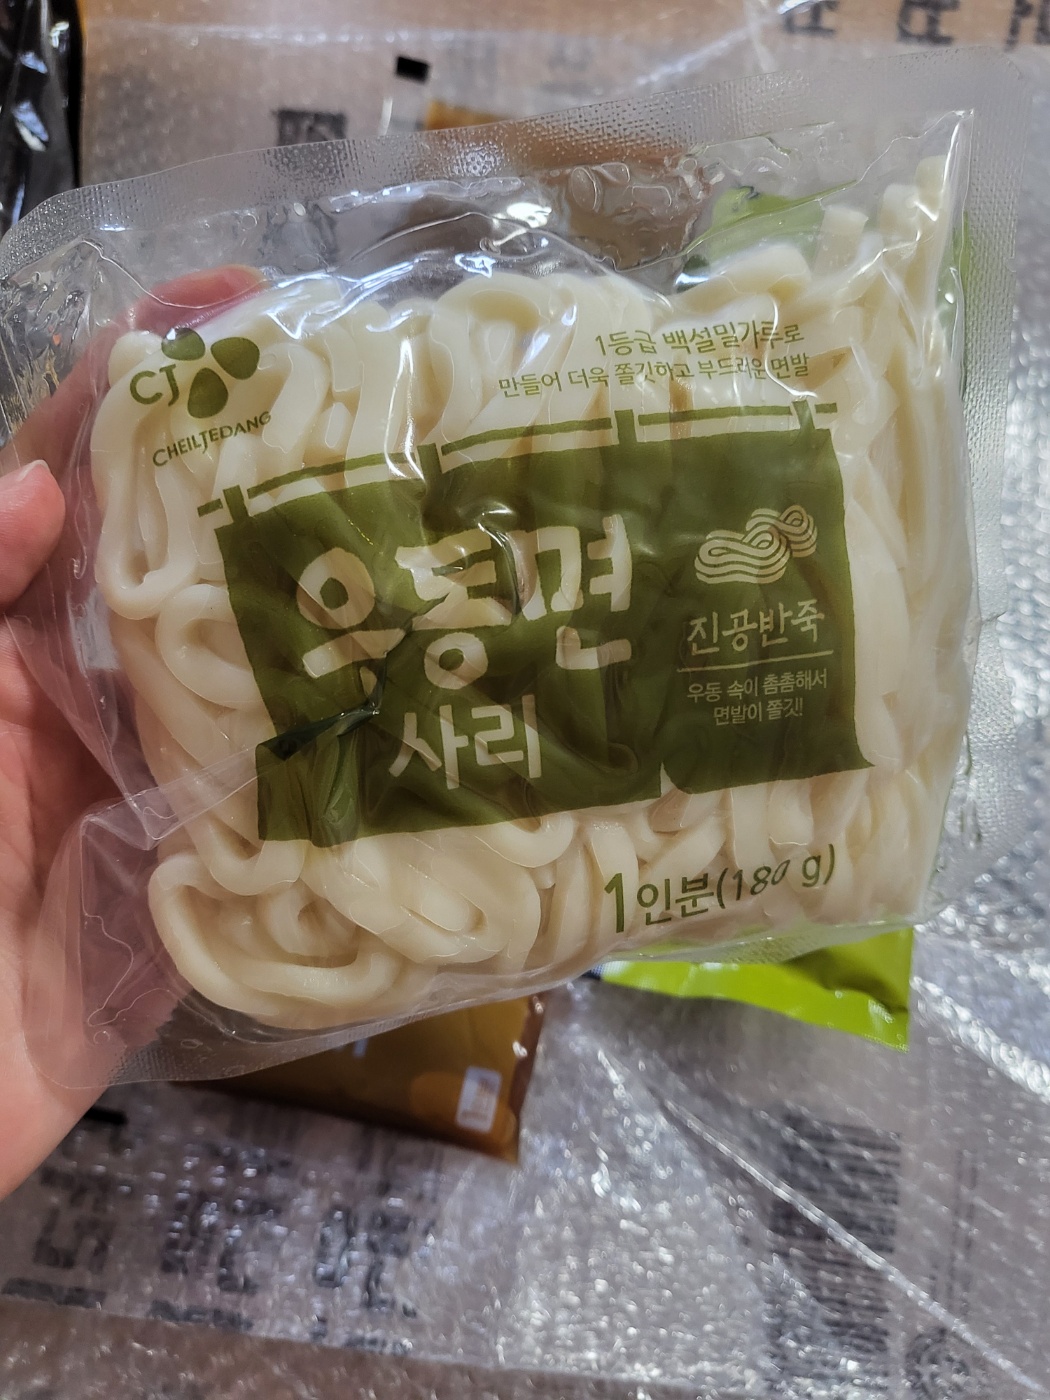 CJ
CHEILJEDANG
1등급 백설밀가루로
만들어 더욱 쫄깃하고 부드러운 면발
우동면
사리
진공반죽
우동 속이 촘촘해서
면발이 쫄깃!
1인분(180 g)